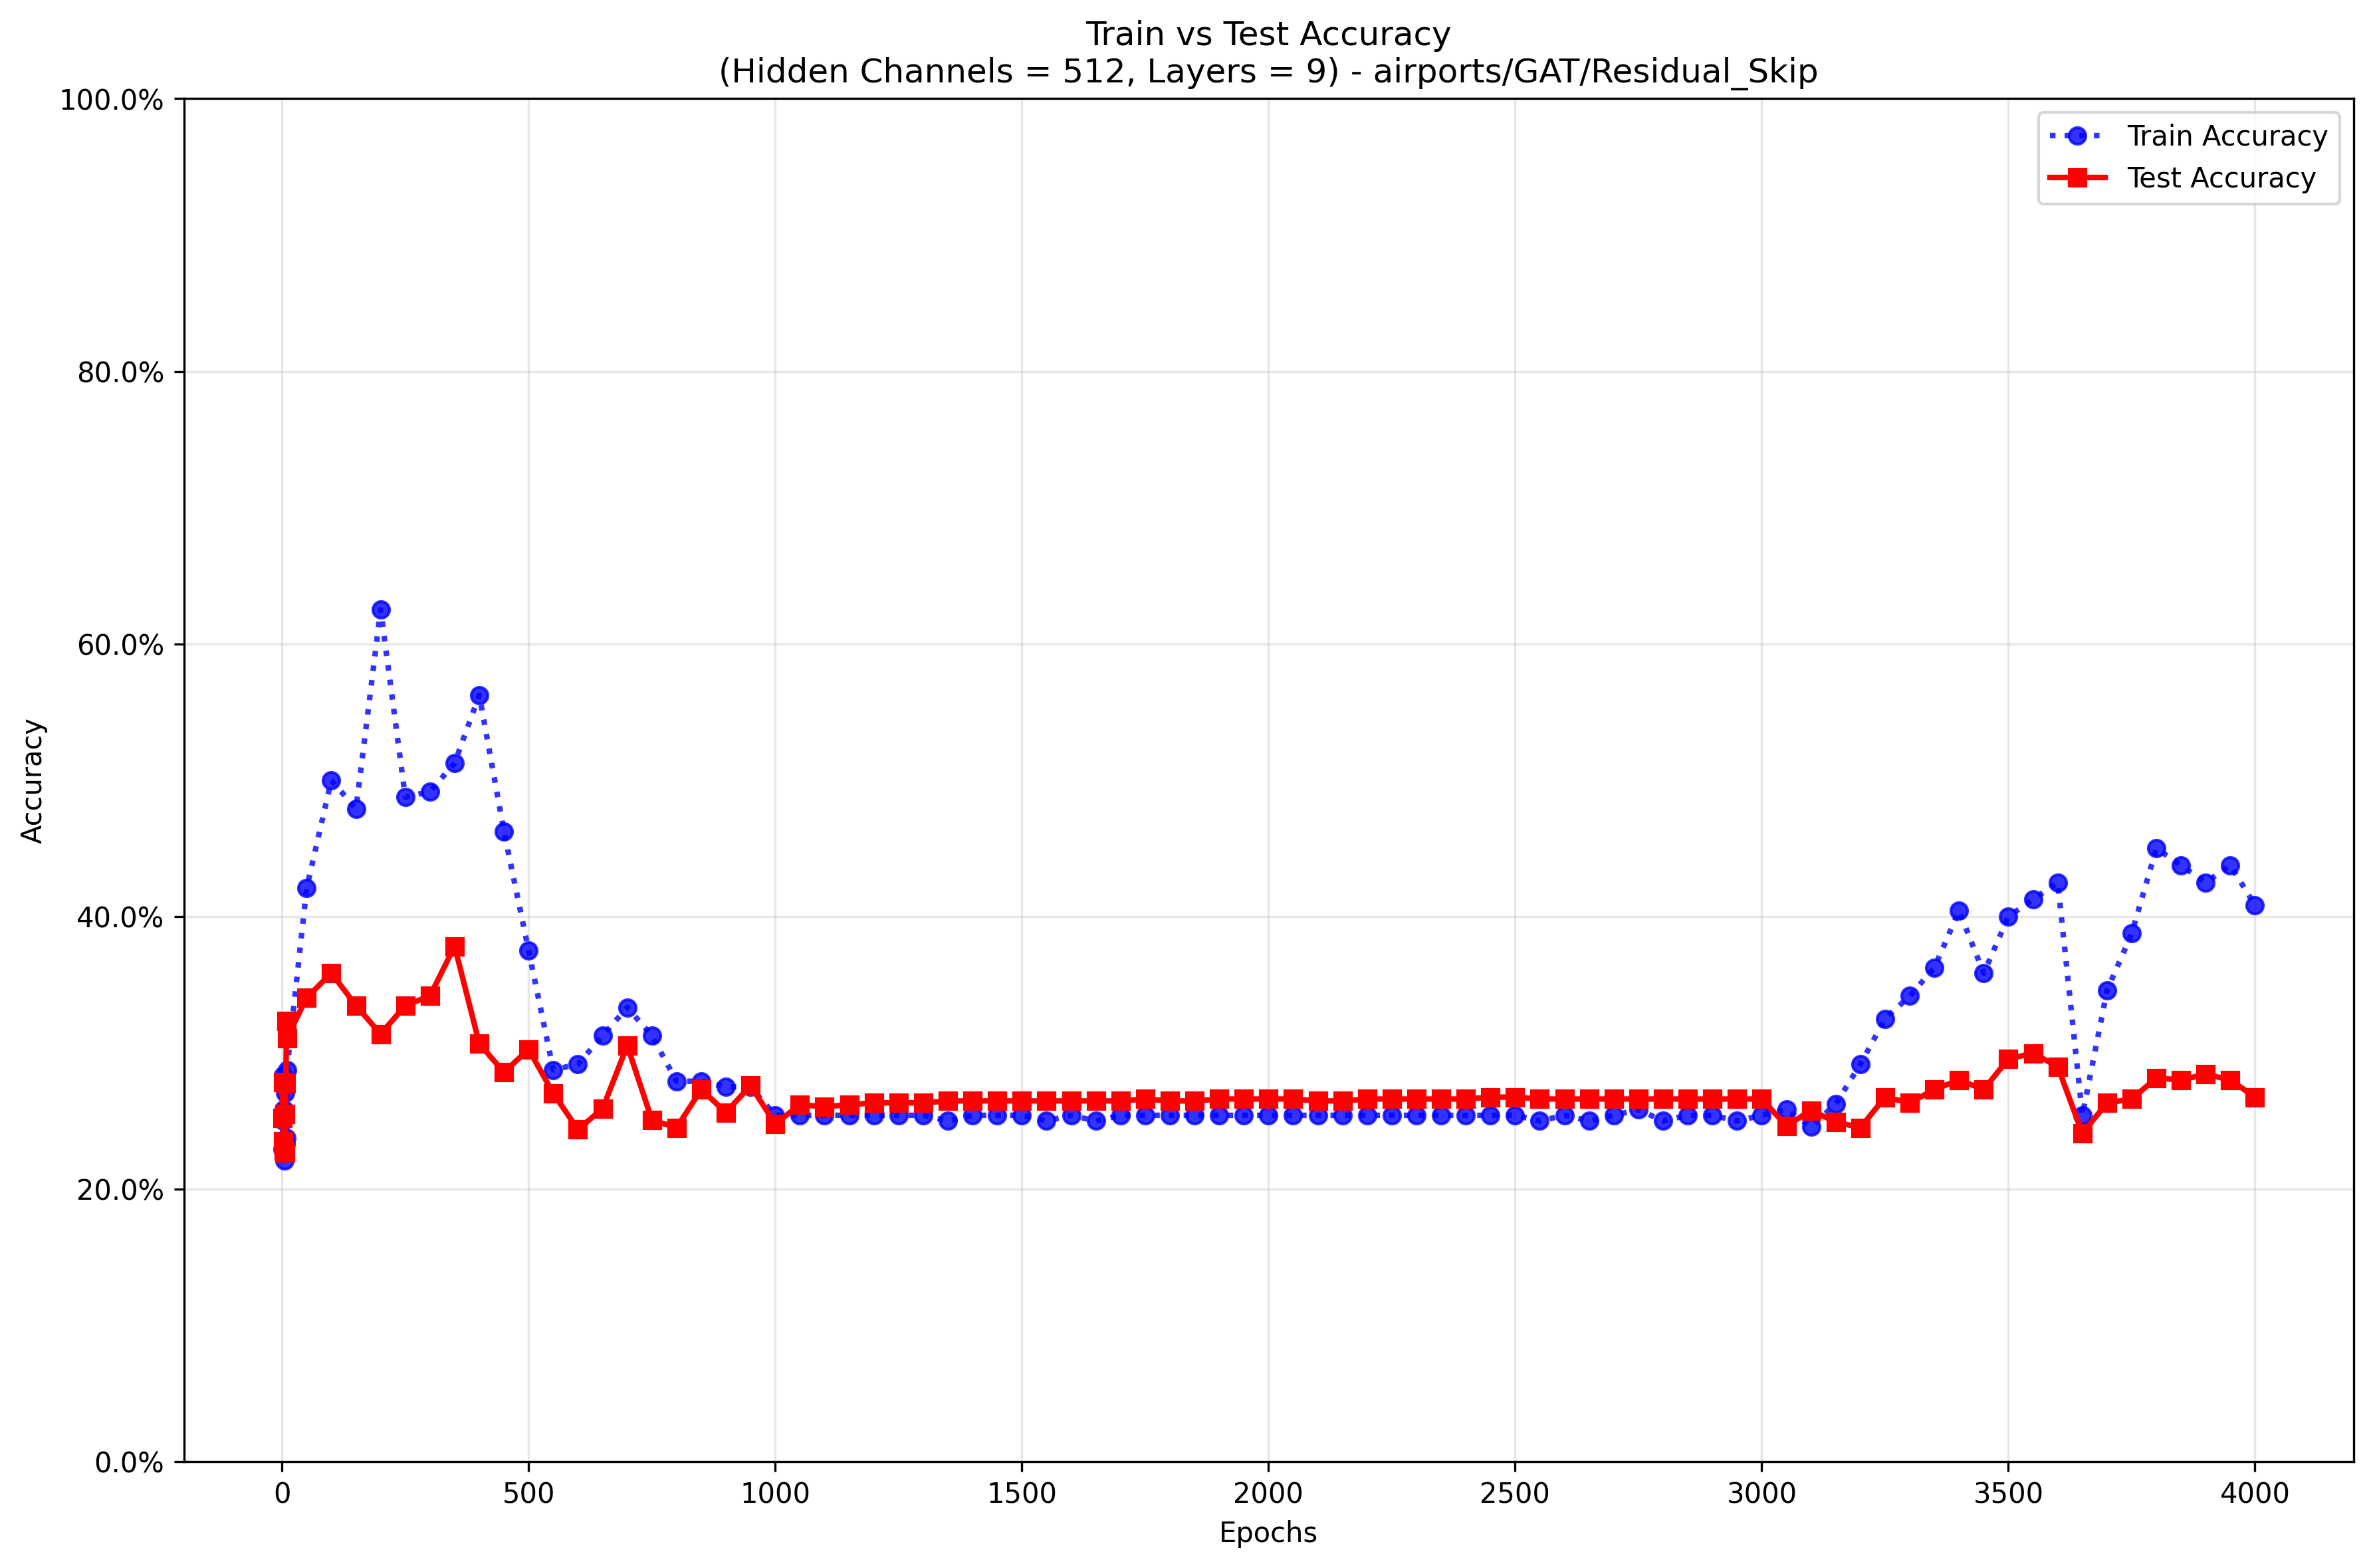 Train vs Test Accuracy
(Hidden Channels = 512, Layers = 9) - airports/GAT/Residual_Skip
Train Accuracy
Test Accuracy
Accuracy
100.0%
80.0%
60.0%
40.0%
20.0%
0.0%
0 500 1000 1500 2000 2500 3000 3500 4000
Epochs